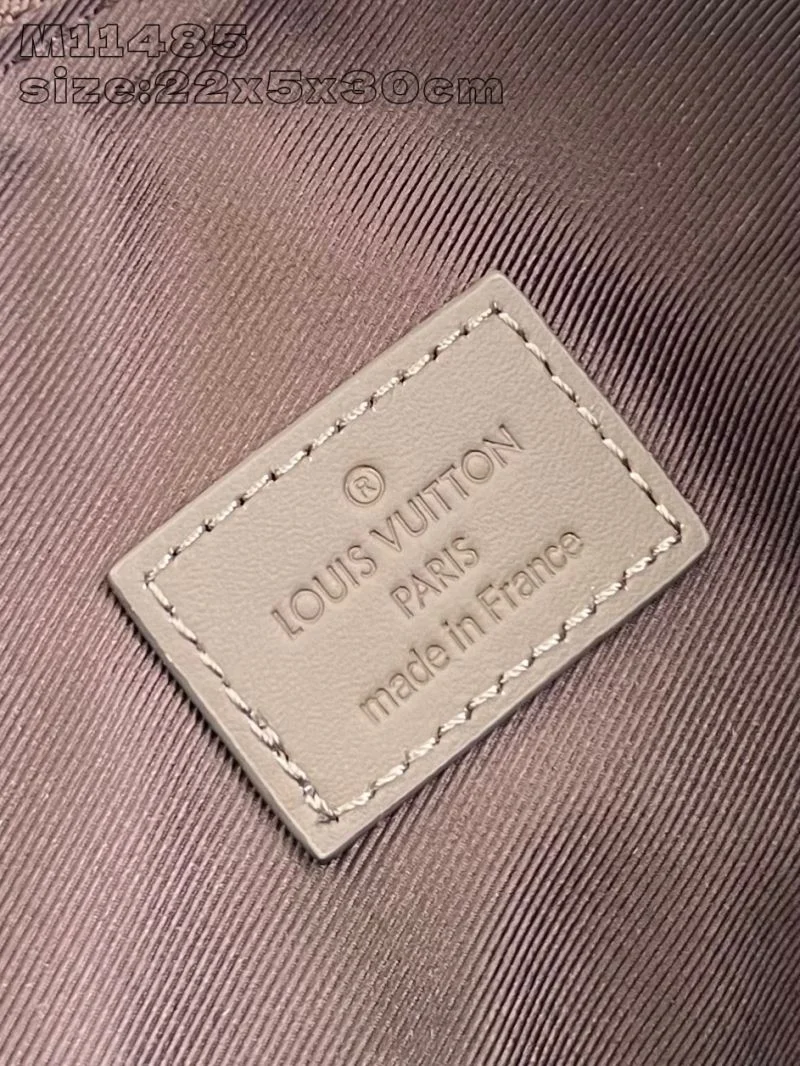 M11485
size:22x5x30cm
®
LOUIS VUITTON
PARIS
made in France